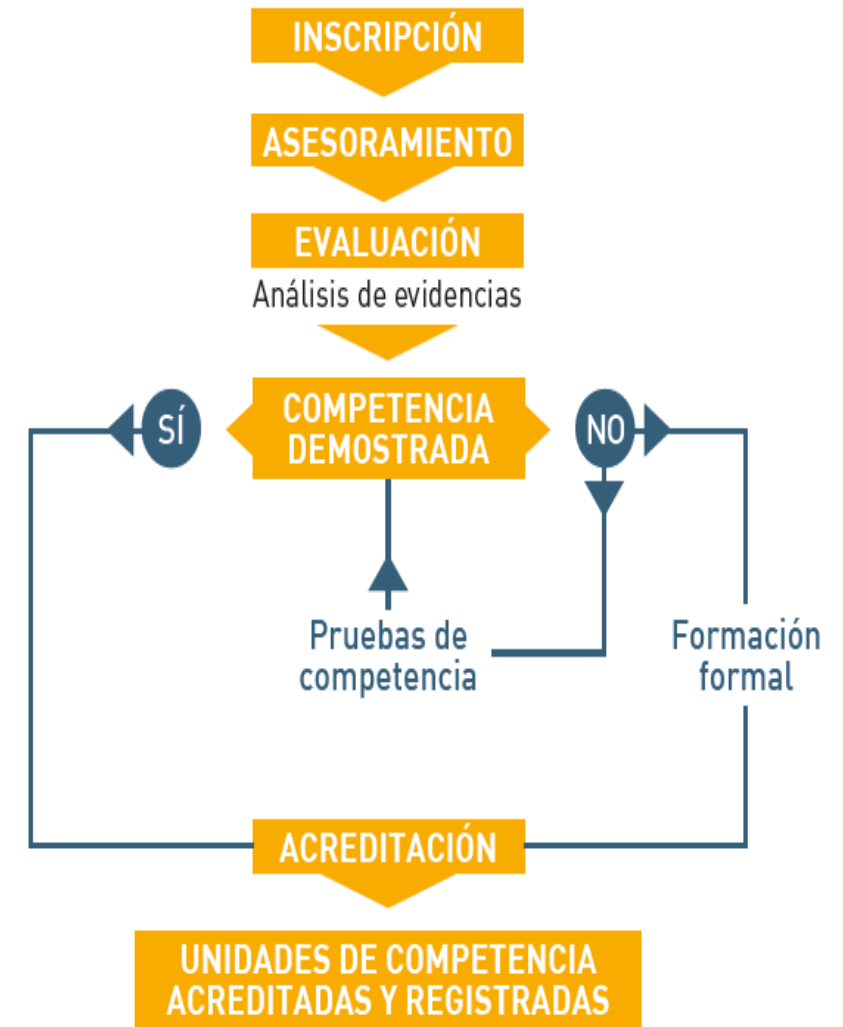 INSCRIPCIÓN
ASESORAMIENTO
EVALUACIÓN
Análisis de evidencias
SÍ
COMPETENCIA
DEMOSTRADA
NO
Pruebas de
competencia
Formación
formal
ACREDITACIÓN
UNIDADES DE COMPETENCIA
ACREDITADAS Y REGISTRADAS